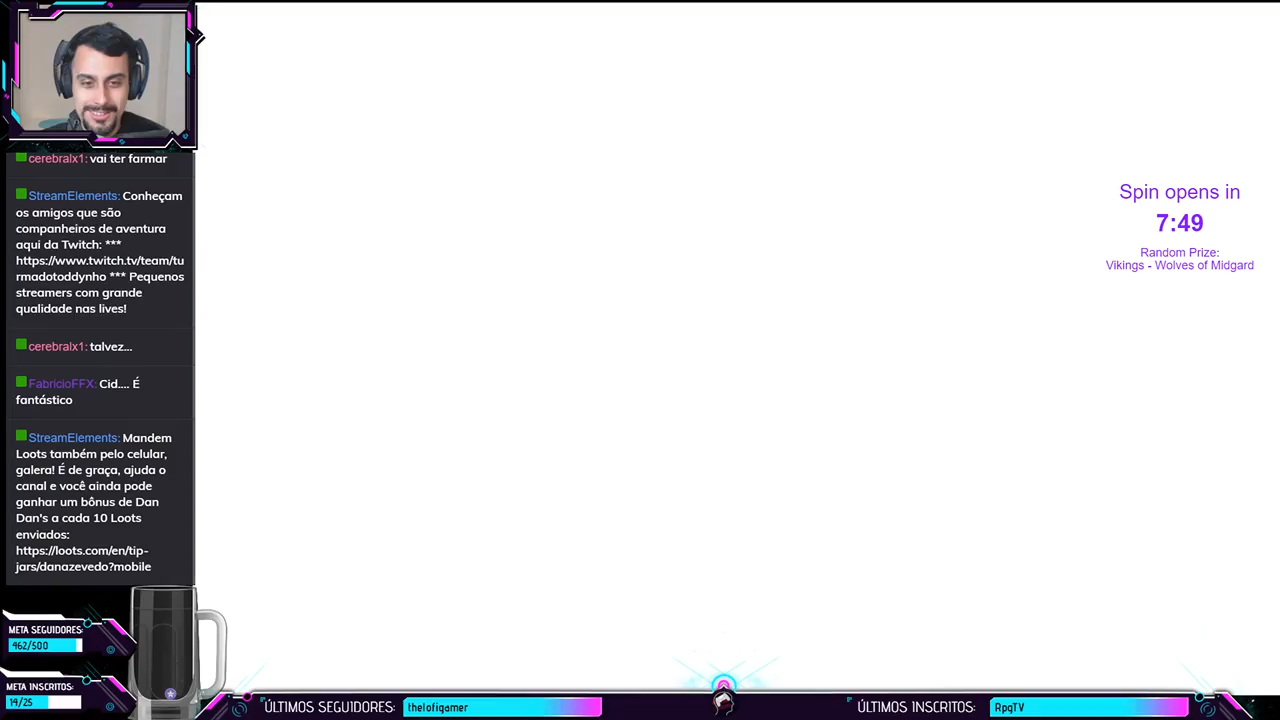 cerebralx1: vai ter farmar
StreamElements: Conheçam
os amigos que são
companheiros de aventura
aqui da Twitch: ***
https://www.twitch.tv/team/tu
rmadotoddynho *** Pequenos
streamers com grande
qualidade nas lives!
cerebralx1: talvez...
FabricioFFX: Cid.... É
fantástico
StreamElements: Mandem
Loots também pelo celular,
galera! É de graça, ajuda o
canal e você ainda pode
ganhar um bônus de Dan
Dan's a cada 10 Loots
enviados:
https://loots.com/en/tip-
jars/danazevedo?mobile
Spin opens in
7:49
Random Prize:
Vikings - Wolves of Midgard
META SEGUIDORES:
462/500
META INSCRITOS:
14/25
ÚLTIMOS SEGUIDORES:
thelofigamer
ÚLTIMOS INSCRITOS:
RpgTV